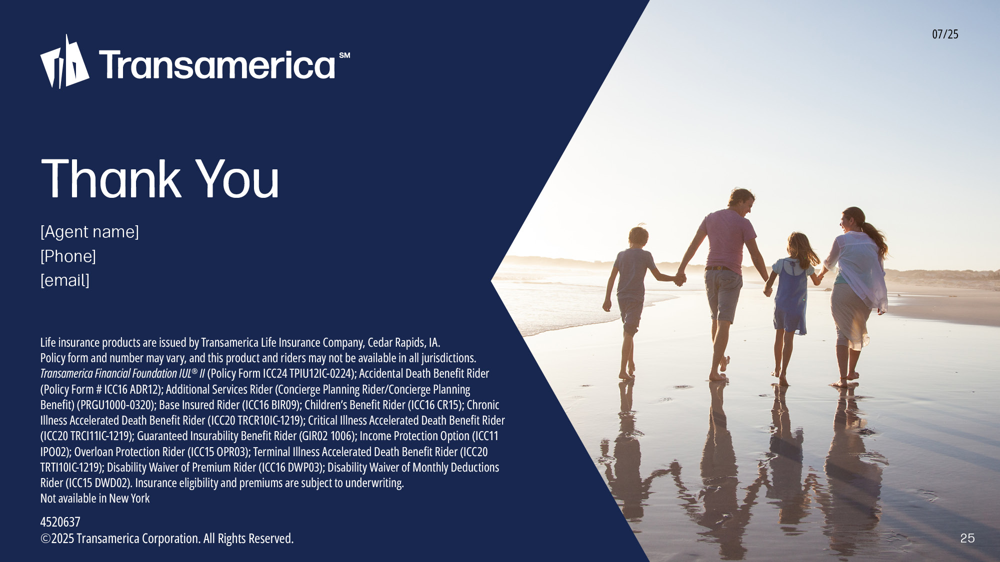 07/25
Transamerica℠
Thank You
[Agent name]
[Phone]
[email]
Life insurance products are issued by Transamerica Life Insurance Company, Cedar Rapids, IA.
Policy form and number may vary, and this product and riders may not be available in all jurisdictions.
Transamerica Financial Foundation IUL® II (Policy Form ICC24 TPIU12IC-0224); Accidental Death Benefit Rider
(Policy Form # ICC16 ADR12); Additional Services Rider (Concierge Planning Rider/Concierge Planning
Benefit) (PRGU1000-0320); Base Insured Rider (ICC16 BIR09); Children’s Benefit Rider (ICC16 CR15); Chronic
Illness Accelerated Death Benefit Rider (ICC20 TRCR10IC-1219); Critical Illness Accelerated Death Benefit Rider
(ICC20 TRCI11IC-1219); Guaranteed Insurability Benefit Rider (GIR02 1006); Income Protection Option (ICC11
IPO02); Overloan Protection Rider (ICC15 OPR03); Terminal Illness Accelerated Death Benefit Rider (ICC20
TRTI10IC-1219); Disability Waiver of Premium Rider (ICC16 DWP03); Disability Waiver of Monthly Deductions
Rider (ICC15 DWD02). Insurance eligibility and premiums are subject to underwriting.
Not available in New York
4520637
©2025 Transamerica Corporation. All Rights Reserved.
25